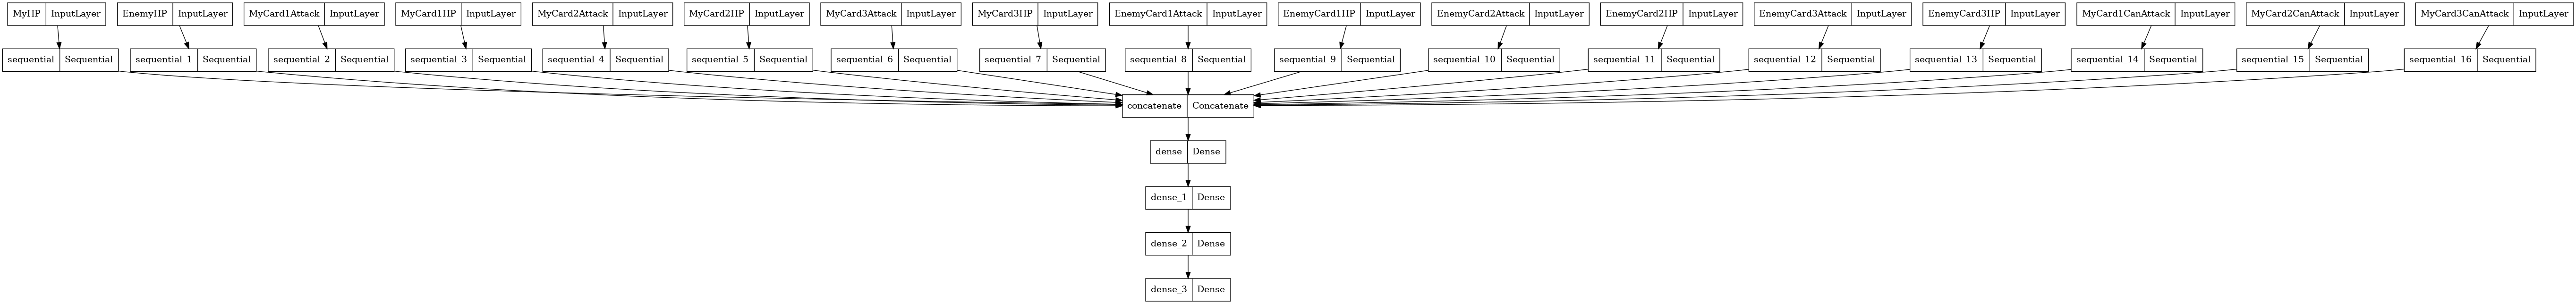 MyHP InputLayer EnemyHP InputLayer MyCard1Attack InputLayer MyCard1HP InputLayer MyCard2Attack InputLayer MyCard2HP InputLayer MyCard3Attack InputLayer MyCard3HP InputLayer EnemyCard1Attack InputLayer EnemyCard1HP InputLayer EnemyCard2Attack InputLayer EnemyCard2HP InputLayer EnemyCard3Attack InputLayer EnemyCard3HP InputLayer MyCard1CanAttack InputLayer MyCard2CanAttack InputLayer MyCard3CanAttack InputLayer
sequential Sequential sequential_1 Sequential sequential_2 Sequential sequential_3 Sequential sequential_4 Sequential sequential_5 Sequential sequential_6 Sequential sequential_7 Sequential sequential_8 Sequential sequential_9 Sequential sequential_10 Sequential sequential_11 Sequential sequential_12 Sequential sequential_13 Sequential sequential_14 Sequential sequential_15 Sequential sequential_16 Sequential
concatenate Concatenate
dense Dense
dense_1 Dense
dense_2 Dense
dense_3 Dense